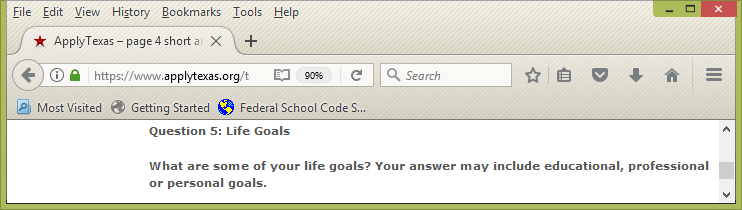 File Edit View History Bookmarks Tools Help
ApplyTexas – page 4 short ar
https://www.applytexas.org/t 90% Search
Most Visited Getting Started Federal School Code S...
Question 5: Life Goals
What are some of your life goals? Your answer may include educational, professional
or personal goals.